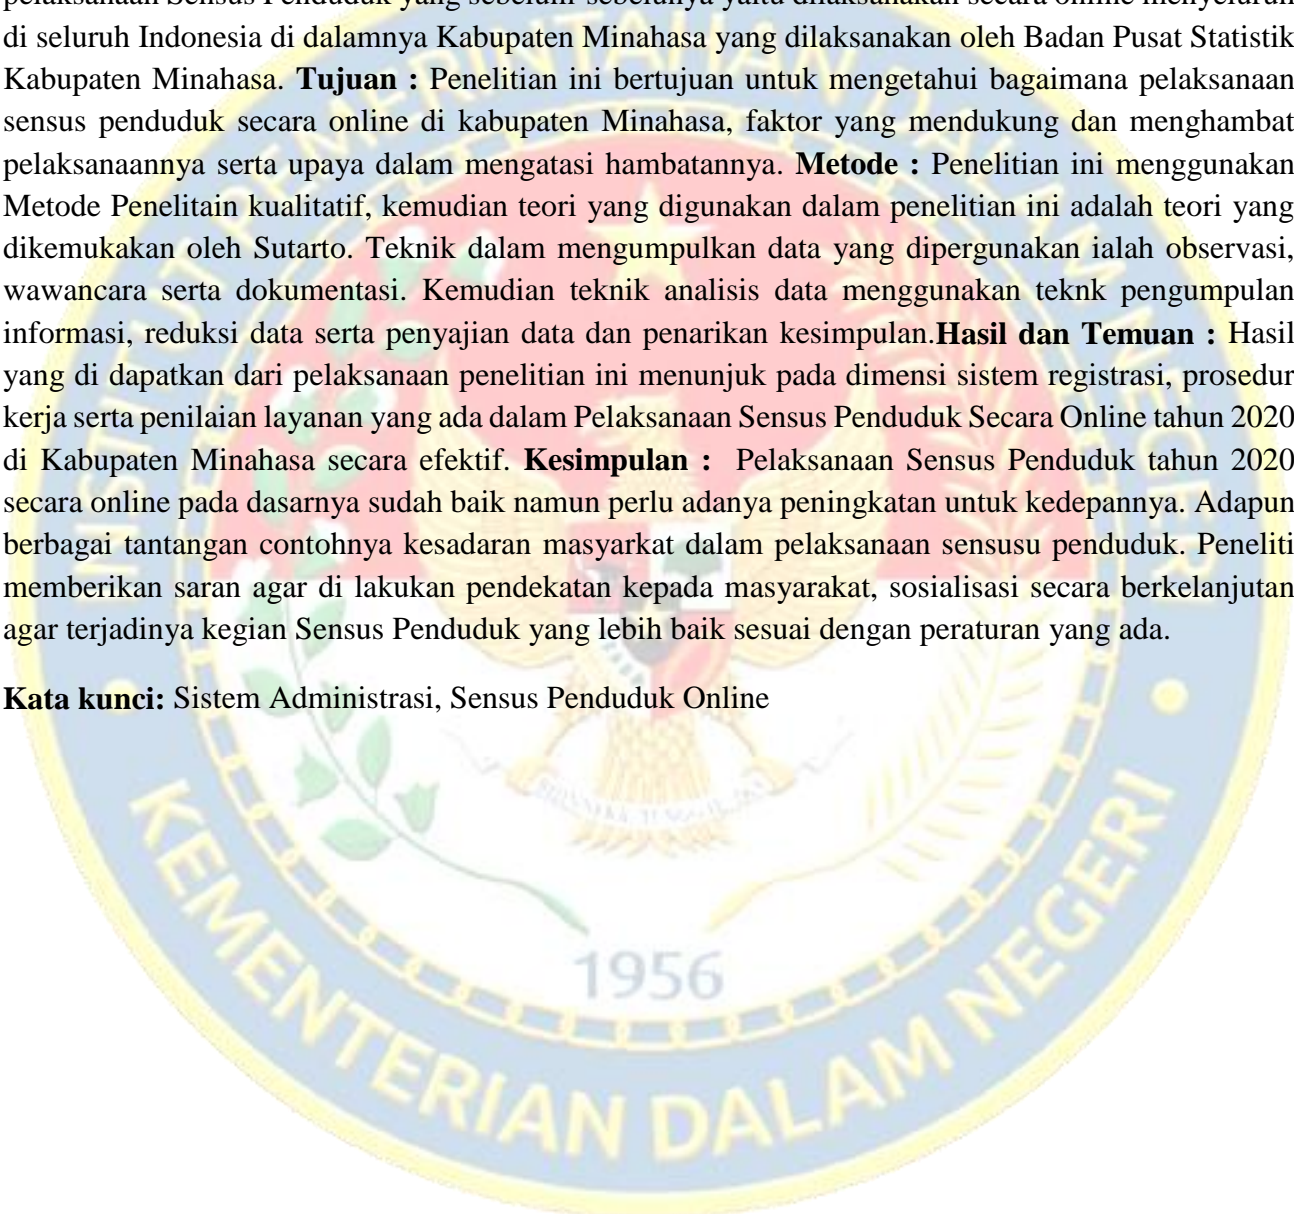 pelaksanaan Sensus Penduduk yang sebelum-sebelunya yaitu dilaksanakan secara online menyeluruh
di seluruh Indonesia di dalamnya Kabupaten Minahasa yang dilaksanakan oleh Badan Pusat Statistik
Kabupaten Minahasa. Tujuan : Penelitian ini bertujuan untuk mengetahui bagaimana pelaksanaan
sensus penduduk secara online di kabupaten Minahasa, faktor yang mendukung dan menghambat
pelaksanaannya serta upaya dalam mengatasi hambatannya. Metode : Penelitian ini menggunakan
Metode Penelitain kualitatif, kemudian teori yang digunakan dalam penelitian ini adalah teori yang
dikemukakan oleh Sutarto. Teknik dalam mengumpulkan data yang dipergunakan ialah observasi,
wawancara serta dokumentasi. Kemudian teknik analisis data menggunakan teknk pengumpulan
informasi, reduksi data serta penyajian data dan penarikan kesimpulan.Hasil dan Temuan : Hasil
yang di dapatkan dari pelaksanaan penelitian ini menunjuk pada dimensi sistem registrasi, prosedur
kerja serta penilaian layanan yang ada dalam Pelaksanaan Sensus Penduduk Secara Online tahun 2020
di Kabupaten Minahasa secara efektif. Kesimpulan : Pelaksanaan Sensus Penduduk tahun 2020
secara online pada dasarnya sudah baik namun perlu adanya peningkatan untuk kedepannya. Adapun
berbagai tantangan contohnya kesadaran masyarkat dalam pelaksanaan sensusu penduduk. Peneliti
memberikan saran agar di lakukan pendekatan kepada masyarakat, sosialisasi secara berkelanjutan
agar terjadinya kegian Sensus Penduduk yang lebih baik sesuai dengan peraturan yang ada.
Kata kunci: Sistem Administrasi, Sensus Penduduk Online
INSTITUT PEMERINTAHAN DALAM NEGERI
1956
KEMENTERIAN DALAM NEGERI